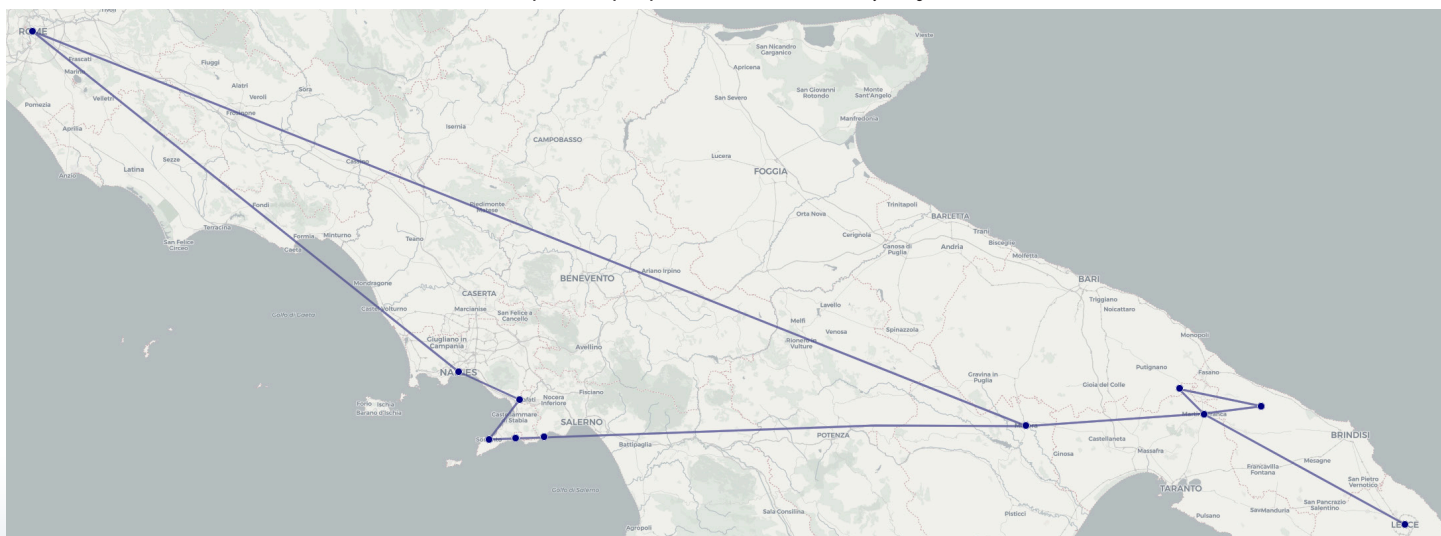 ROME
Frascati
Marino
Fiuggi
Velletri
Pomezia
Alatri
Veroli
Sora
Frosinone
Aprilia
Cassino
Isernia
CAMPOBASSO
Anzio
Latina
Sezze
Fondi
Terracina
San Felice
Circeo
Formia
Minturno
Gaeta
Piedimonte
Matese
Teano
Mondragone
CASERTA
Marcianise
Castel Volturno
San Felice a
Cancello
Golfo di Gaeta
Giugliano in
Campania
NAPLES
Forio
Ischia
Barano d'Ischia
Castellammare
di Stabia
Nocera
Inferiore
Fisciano
SALERNO
Avellino
BENEVENTO
Ariano Irpino
Battipaglia
Golfo di Salerno
Agropoli
Sala Consilina
POTENZA
San Nicandro
Garganico
Apricena
Vieste
San Severo
San Giovanni
Rotondo
Monte
Sant'Angelo
Manfredonia
Lucera
FOGGIA
Orta Nova
Trinitapoli
BARLETTA
Cerignola
Canosa di
Puglia
Andria
Trani
Bisceglie
Molfetta
BARI
Triggiano
Noicattaro
Lavello
Melfi
Venosa
Rionero in
Vulture
Spinazzola
Gravina in
Puglia
Gioia del Colle
Putignano
Monopoli
Fasano
Martina Franca
Ginosa
Castellaneta
Massafra
TARANTO
Pulsano
Pisticci
Francavilla
Fontana
Mesagne
BRINDISI
San Pietro
Vernotico
San Pancrazio
Salentino
Manduria
LECCE